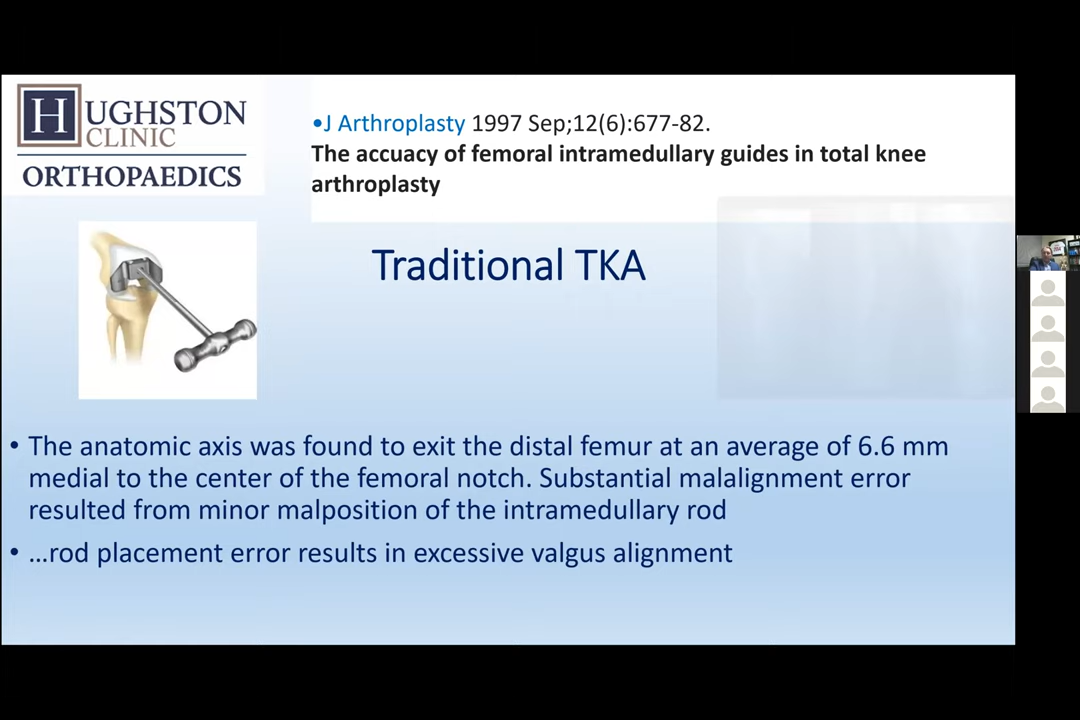 HUGHSTON
CLINIC
ORTHOPAEDICS
•J Arthroplasty 1997 Sep;12(6):677-82.
The accuacy of femoral intramedullary guides in total knee
arthroplasty
Traditional TKA
• The anatomic axis was found to exit the distal femur at an average of 6.6 mm
medial to the center of the femoral notch. Substantial malalignment error
resulted from minor malposition of the intramedullary rod
• …rod placement error results in excessive valgus alignment